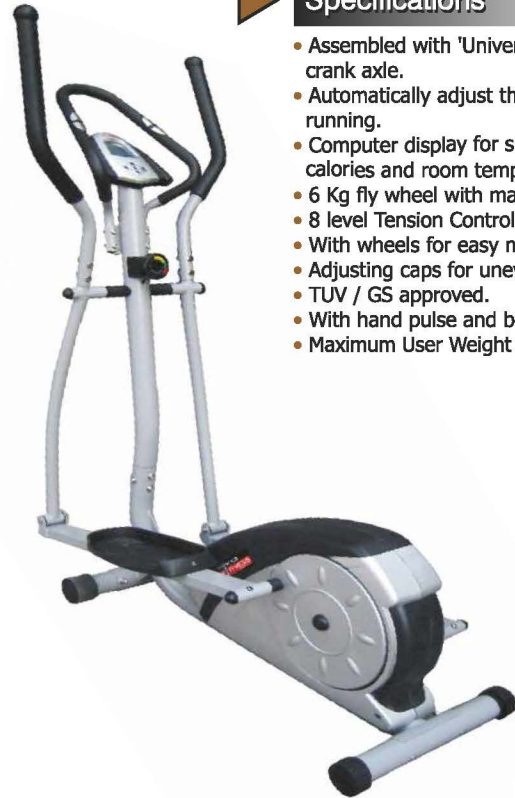 Specifications
• Assembled with 'Univer
crank axle.
• Automatically adjust th
running.
• Computer display for s
calories and room temp
• 6 Kg fly wheel with ma
• 8 level Tension Control
• With wheels for easy m
• Adjusting caps for unev
• TUV / GS approved.
• With hand pulse and b
• Maximum User Weight